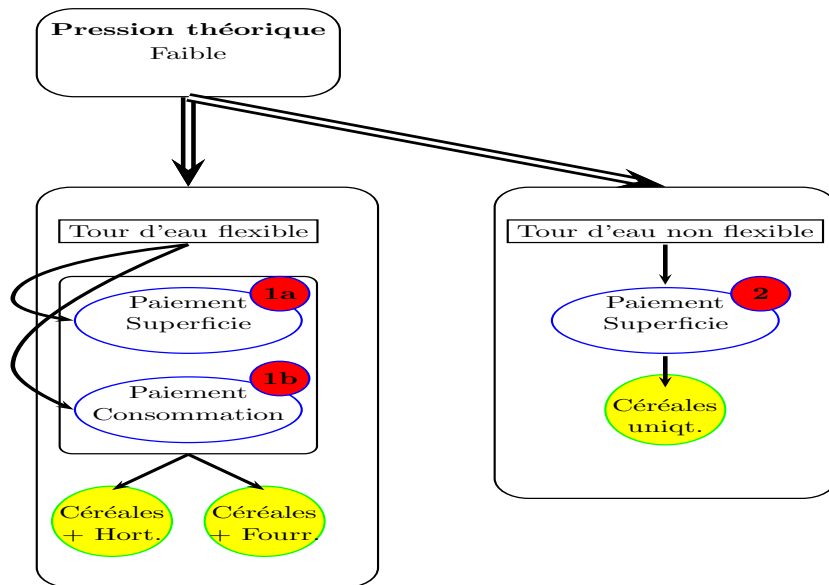 Pression théorique
Faible
Tour d'eau flexible
1a
Paiement
Superficie
1b
Paiement
Consommation
Céréales
+ Hort.
Céréales
+ Fourr.
Tour d'eau non flexible
2
Paiement
Superficie
Céréales
uniqt.